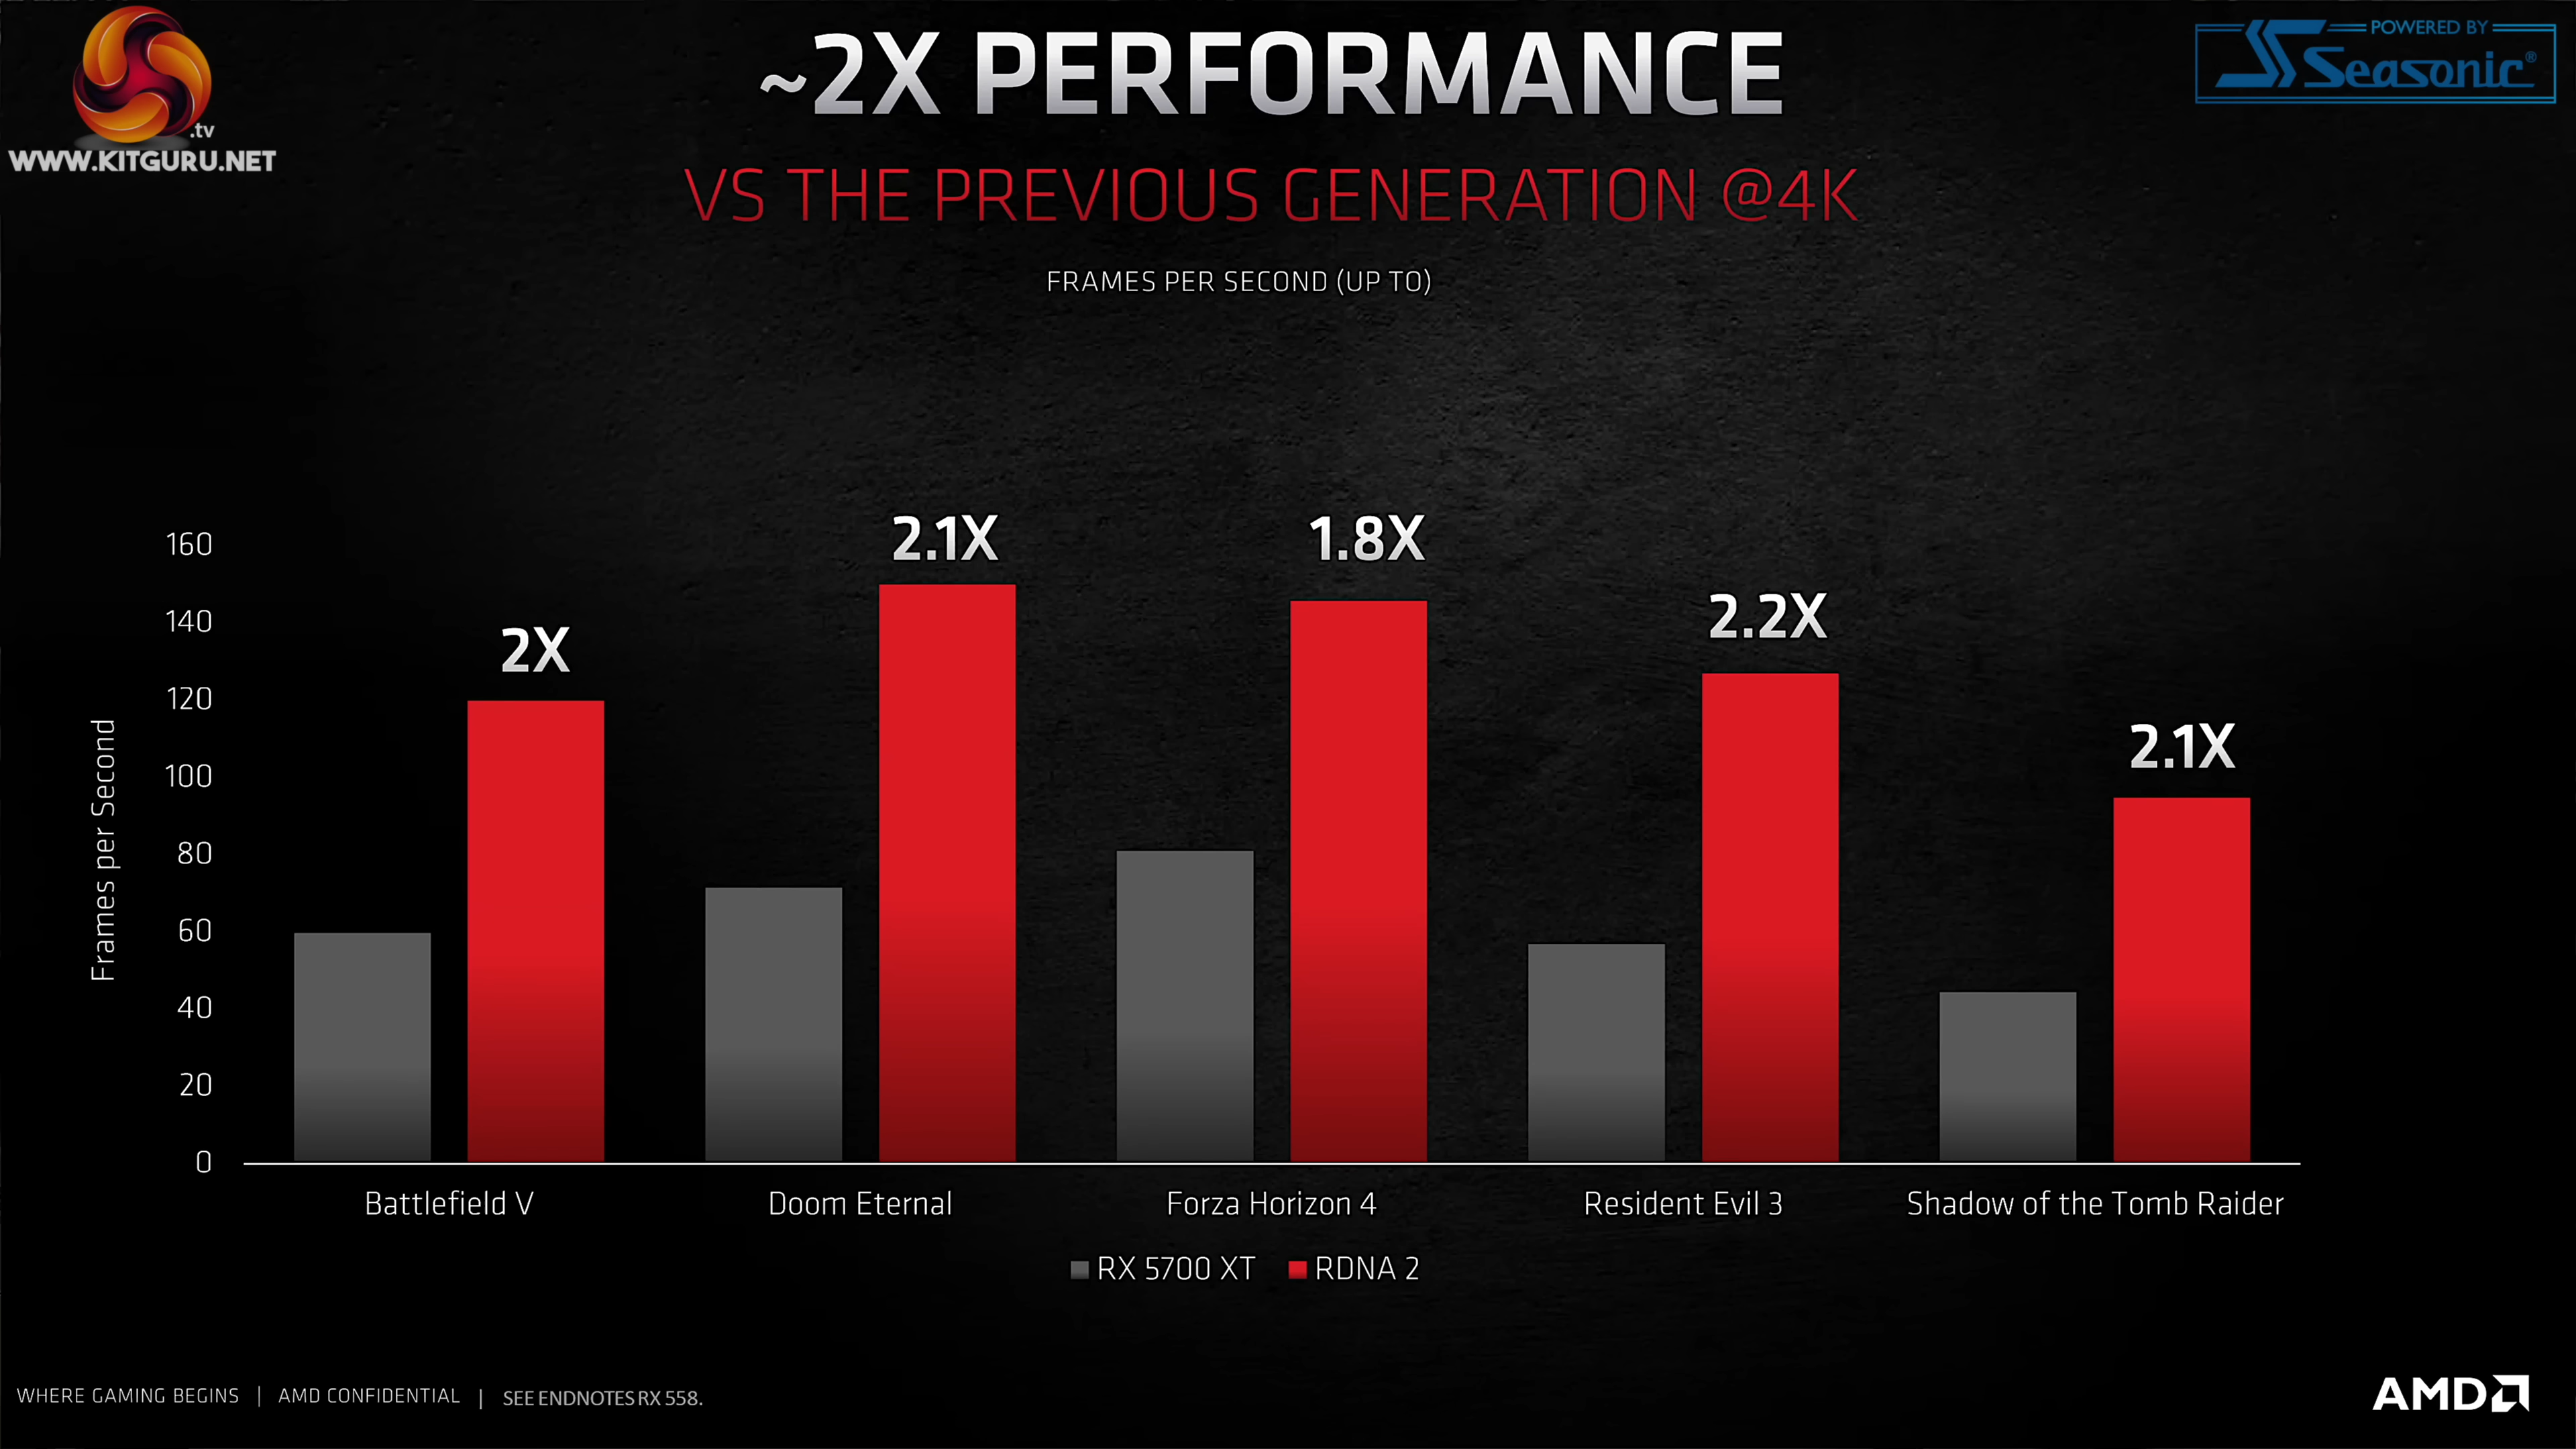 ~2X PERFORMANCE
VS THE PREVIOUS GENERATION @4K
FRAMES PER SECOND (UP TO)
.tv
WWW.KITGURU.NET
POWERED BY
Seasonic®
Frames per Second
160
140
120
100
80
60
40
20
0
2X
2.1X
1.8X
2.2X
2.1X
Battlefield V
Doom Eternal
Forza Horizon 4
Resident Evil 3
Shadow of the Tomb Raider
RX 5700 XT
RDNA 2
WHERE GAMING BEGINS | AMD CONFIDENTIAL | SEE ENDNOTES RX 558.
AMD